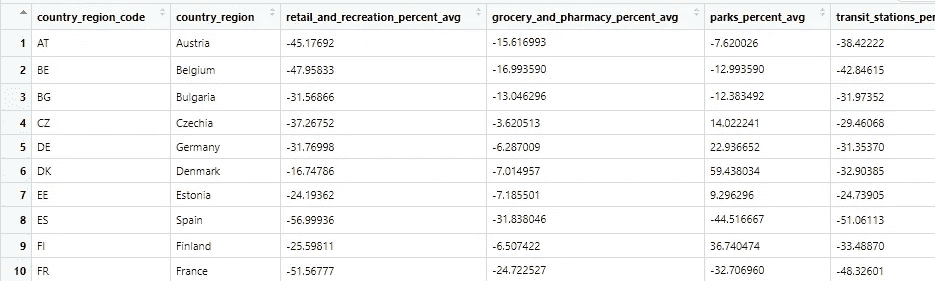 country_region_code country_region retail_and_recreation_percent_avg grocery_and_pharmacy_percent_avg parks_percent_avg transit_stations_per
1 AT Austria -45.17692 -15.616993 -7.620026 -38.42222
2 BE Belgium -47.95833 -16.993590 -12.993590 -42.84615
3 BG Bulgaria -31.56866 -13.046296 -12.383492 -31.97352
4 CZ Czechia -37.26752 -3.620513 14.022241 -29.46068
5 DE Germany -31.76998 -6.287009 22.936652 -31.35370
6 DK Denmark -16.74786 -7.014957 59.438034 -32.90385
7 EE Estonia -24.19362 -7.185501 9.296296 -24.73905
8 ES Spain -56.99936 -31.838046 -44.516667 -51.06113
9 FI Finland -25.59811 -6.507422 36.740474 -33.48870
10 FR France -51.56777 -24.722527 -32.706960 -48.32601